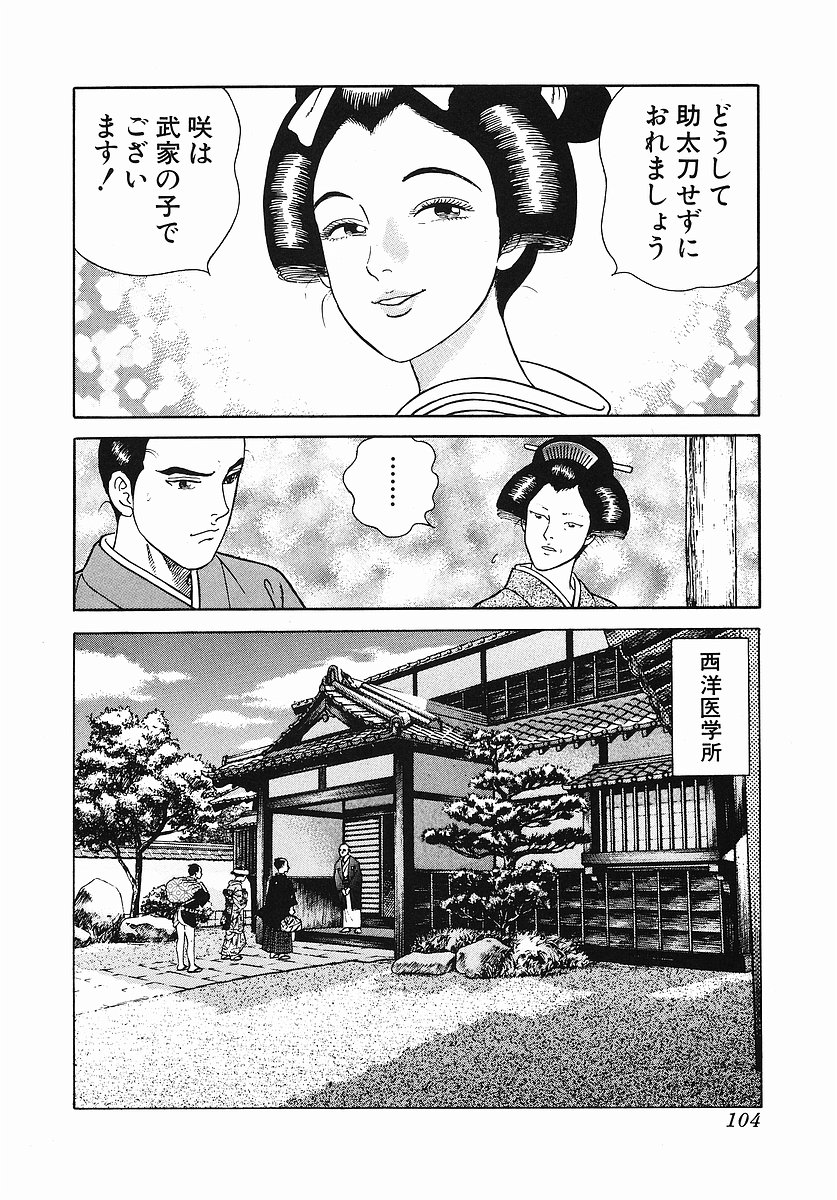 どうして
助太刀せずに
おれましょう
咲は
武家の子で
ござい
ます！
………
西洋医学所
104